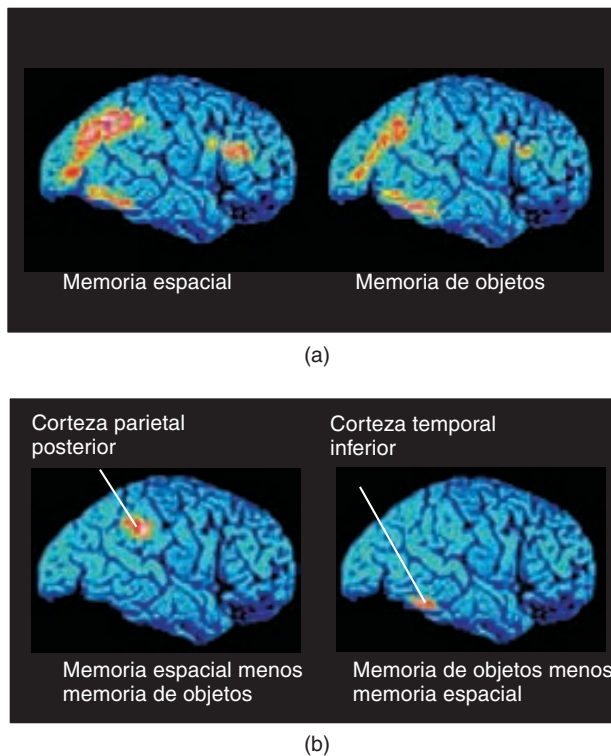 Memoria espacial
Memoria de objetos
(a)
Corteza parietal
posterior
Corteza temporal
inferior
Memoria espacial menos
memoria de objetos
Memoria de objetos menos
memoria espacial
(b)